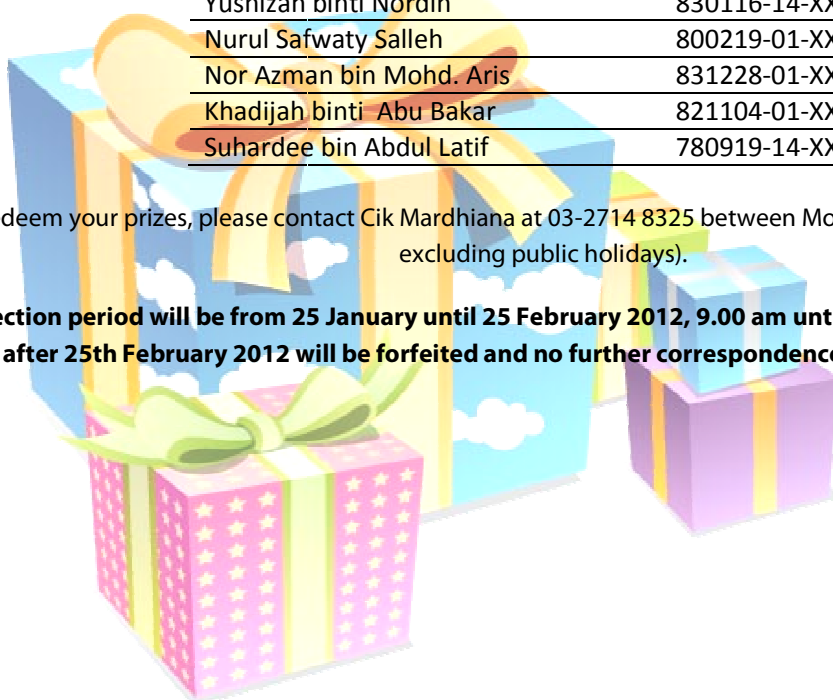 Yushizan binti Nordin 830116-14-XX
Nurul Safwaty Salleh 800219-01-XX
Nor Azman bin Mohd. Aris 831228-01-XX
Khadijah binti Abu Bakar 821104-01-XX
Suhardee bin Abdul Latif 780919-14-XX
deem your prizes, please contact Cik Mardhiana at 03-2714 8325 between Mo
excluding public holidays).
ection period will be from 25 January until 25 February 2012, 9.00 am unt
after 25th February 2012 will be forfeited and no further correspondence